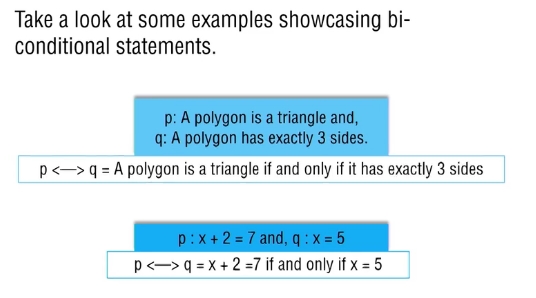 Take a look at some examples showcasing bi-
conditional statements.
p: A polygon is a triangle and,
q: A polygon has exactly 3 sides.
p <—> q = A polygon is a triangle if and only if it has exactly 3 sides
p : x + 2 = 7 and, q : x = 5
p <—> q = x + 2 =7 if and only if x = 5